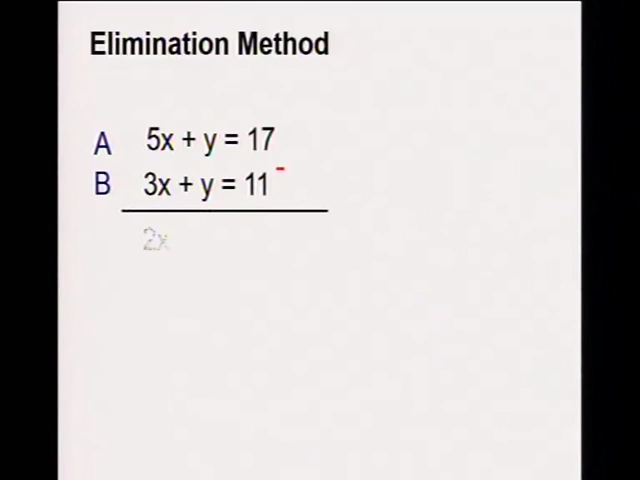 Elimination Method
A 5x + y = 17
B 3x + y = 11 -
2x